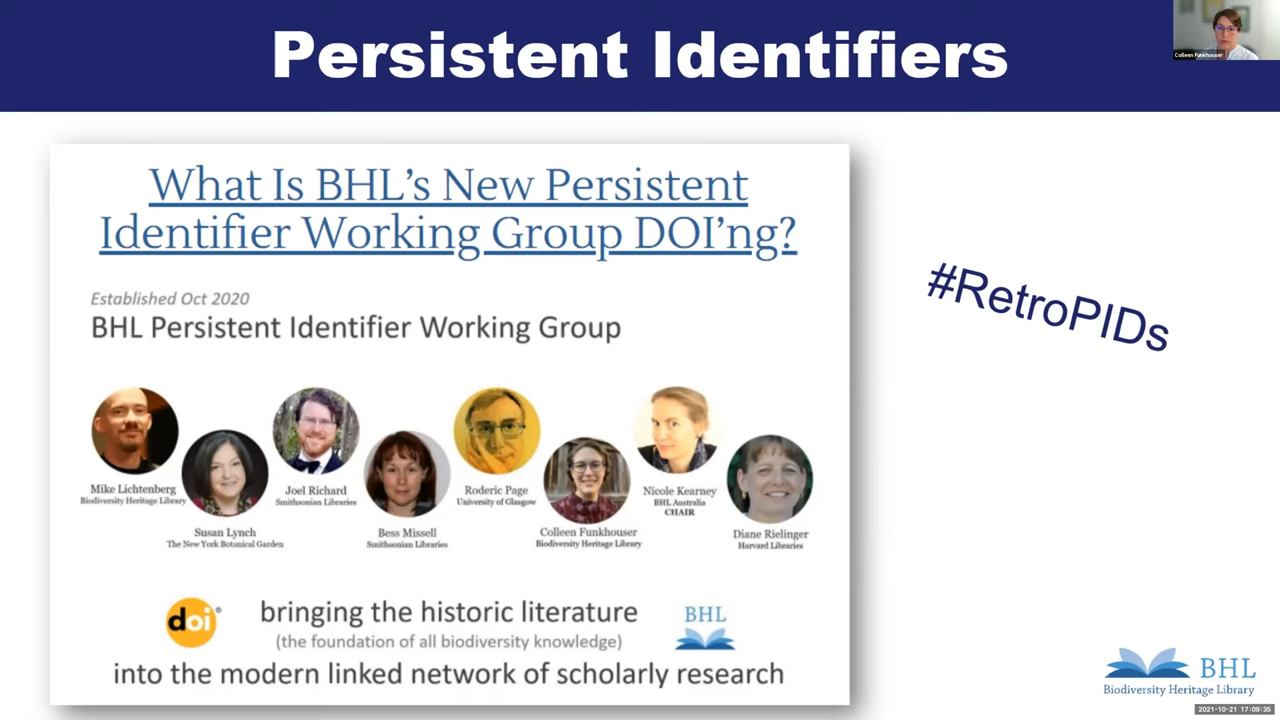 Persistent Identifiers
Colleen Funkhouser
What Is BHL's New Persistent
Identifier Working Group DOI'ng?
Established Oct 2020
BHL Persistent Identifier Working Group
#RetroPIDs
Mike Lichtenberg
Biodiversity Heritage Library
Susan Lynch
The New York Botanical Garden
Joel Richard
Smithsonian Libraries
Bess Missell
Smithsonian Libraries
Roderic Page
University of Glasgow
Colleen Funkhouser
Biodiversity Heritage Library
Nicole Kearney
BHL Australia
CHAIR
Diane Rielinger
Harvard Libraries
doi®
bringing the historic literature
(the foundation of all biodiversity knowledge)
into the modern linked network of scholarly research
BHL
BHL
Biodiversity Heritage Library
2021-10-21 17:09:35